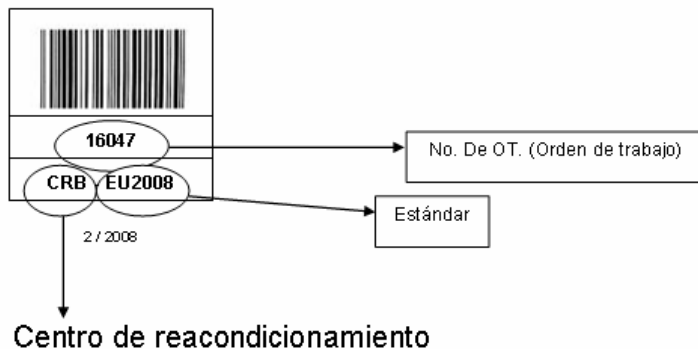 16047
No. De OT. (Orden de trabajo)
CRB EU2008
Estándar
2 / 2008
Centro de reacondicionamiento